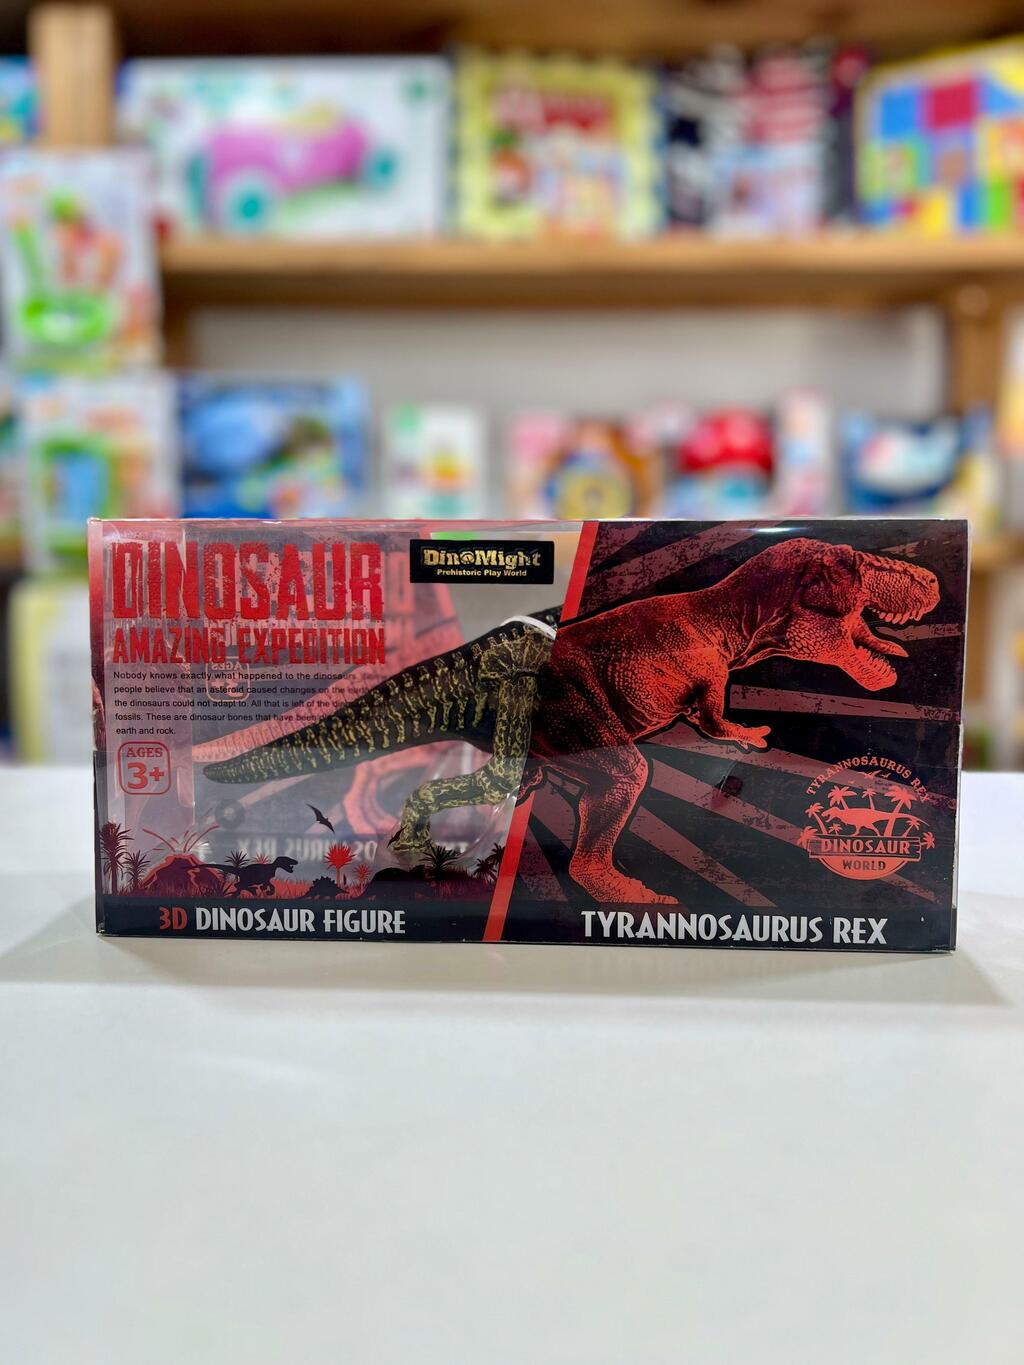 DINOSAUR
AMAZING EXPEDITION
Nobody knows exactly what happened to the dinosaurs.
people believe that an asteroid caused changes on the earth
the dinosaurs could not adapt to. All that is left of the
fossils. These are dinosaur bones that have been
earth and rock.
AGES
3+
DinoMight
Prehistoric Play World
TYRANNOSAURUS REX
DINOSAUR
WORLD
3D DINOSAUR FIGURE
TYRANNOSAURUS REX